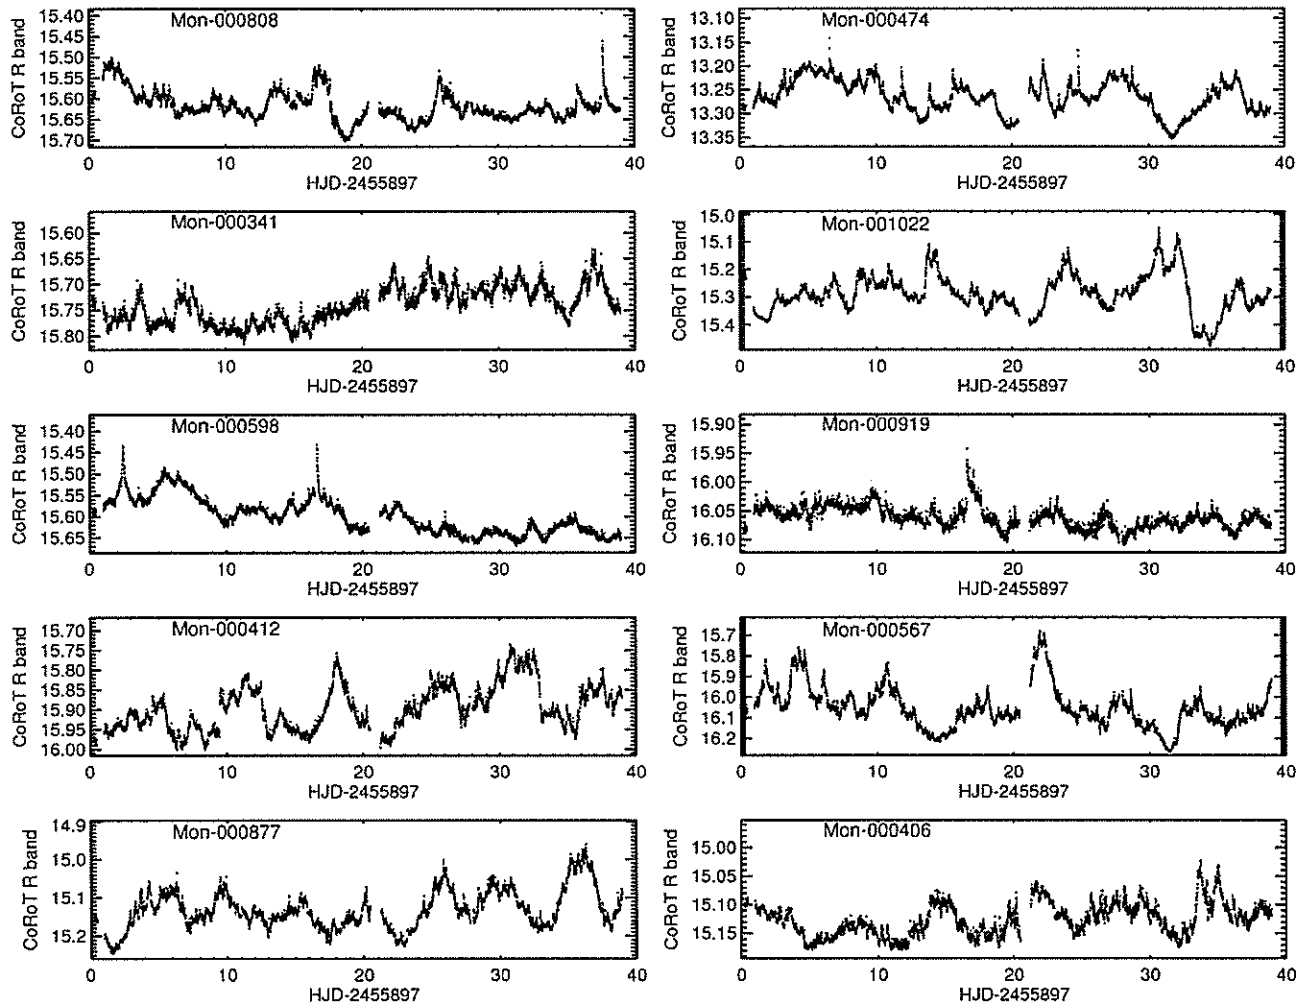 Mon-000808
CoRoT R band
15.40
15.45
15.50
15.55
15.60
15.65
15.70
0 10 20 30 40
HJD-2455897
Mon-000474
CoRoT R band
13.10
13.15
13.20
13.25
13.30
13.35
0 10 20 30 40
HJD-2455897
Mon-000341
CoRoT R band
15.60
15.65
15.70
15.75
15.80
0 10 20 30 40
HJD-2455897
Mon-001022
CoRoT R band
15.0
15.1
15.2
15.3
15.4
0 10 20 30 40
HJD-2455897
Mon-000598
CoRoT R band
15.40
15.45
15.50
15.55
15.60
15.65
0 10 20 30 40
HJD-2455897
Mon-000919
CoRoT R band
15.90
15.95
16.00
16.05
16.10
0 10 20 30 40
HJD-2455897
Mon-000412
CoRoT R band
15.70
15.75
15.80
15.85
15.90
15.95
16.00
0 10 20 30 40
HJD-2455897
Mon-000567
CoRoT R band
15.7
15.8
15.9
16.0
16.1
16.2
0 10 20 30 40
HJD-2455897
Mon-000877
CoRoT R band
14.9
15.0
15.1
15.2
0 10 20 30 40
HJD-2455897
Mon-000406
CoRoT R band
15.00
15.05
15.10
15.15
0 10 20 30 40
HJD-2455897